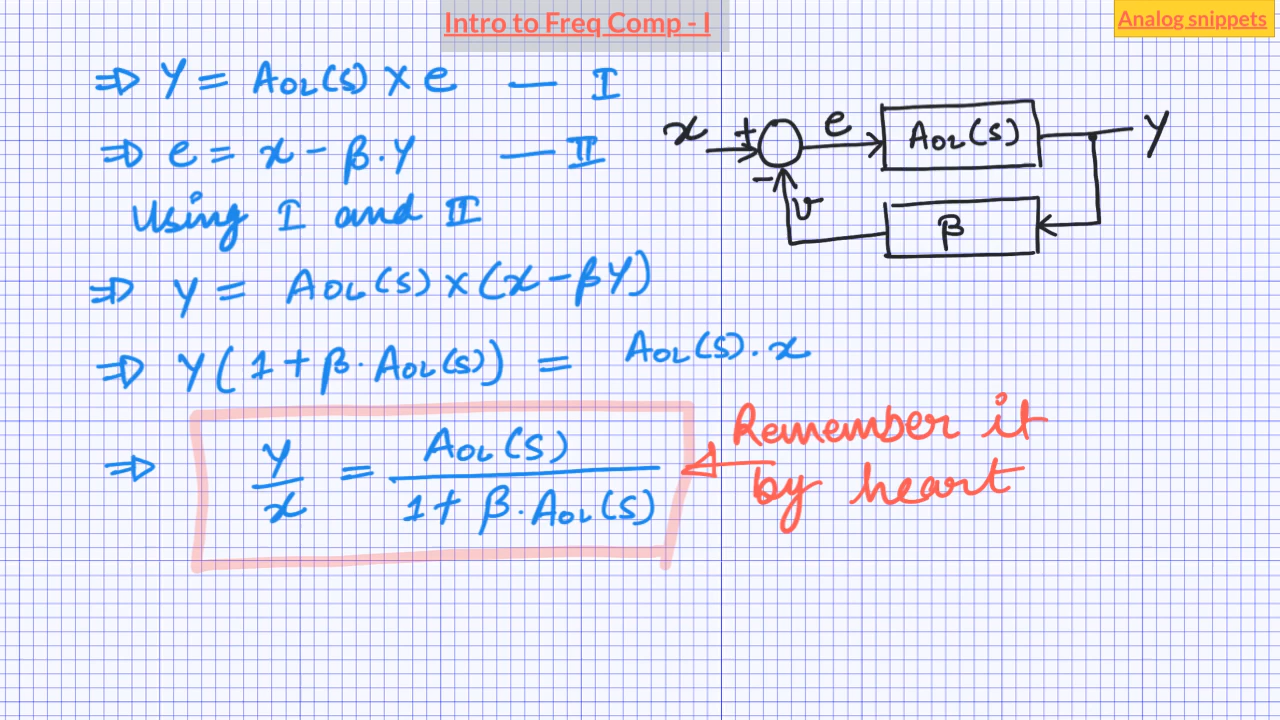 Intro to Freq Comp - I
Analog snippets
⇒ Y = AOL(s) × e — I
⇒ e = x − β·Y — II
Using I and II
⇒ Y = AOL(s) × (x − βY)
⇒ Y(1 + β·AOL(s)) = AOL(s)·x
⇒ Y/x = AOL(s) / 1 + β·AOL(s)
Remember it
by heart
x + e AOL(s) Y
− v β